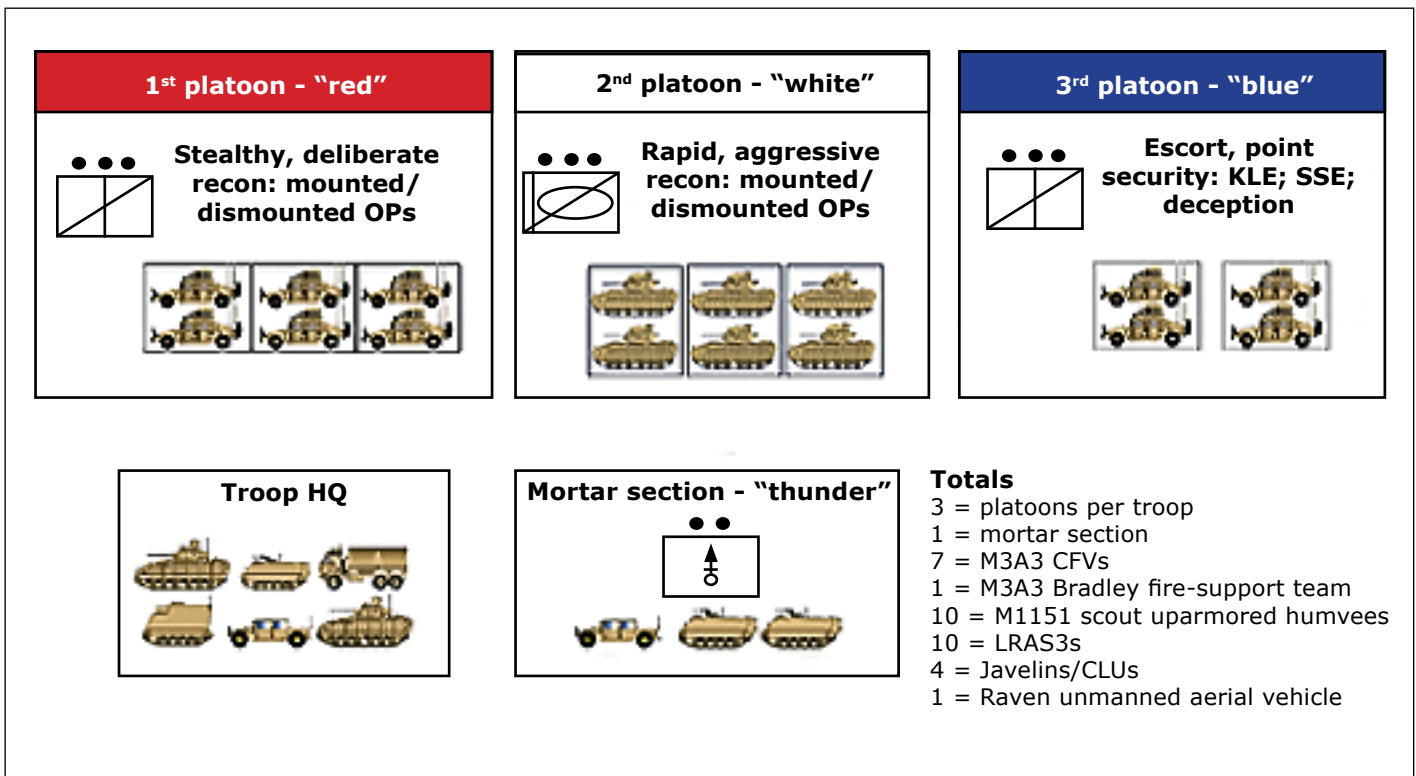 1st platoon - “red”
Stealthy, deliberate
recon: mounted/
dismounted OPs
2nd platoon - “white”
Rapid, aggressive
recon: mounted/
dismounted OPs
3rd platoon - “blue”
Escort, point
security: KLE; SSE;
deception
Troop HQ
Mortar section - “thunder”
Totals
3 = platoons per troop
1 = mortar section
7 = M3A3 CFVs
1 = M3A3 Bradley fire-support team
10 = M1151 scout uparmored humvees
10 = LRAS3s
4 = Javelins/CLUs
1 = Raven unmanned aerial vehicle